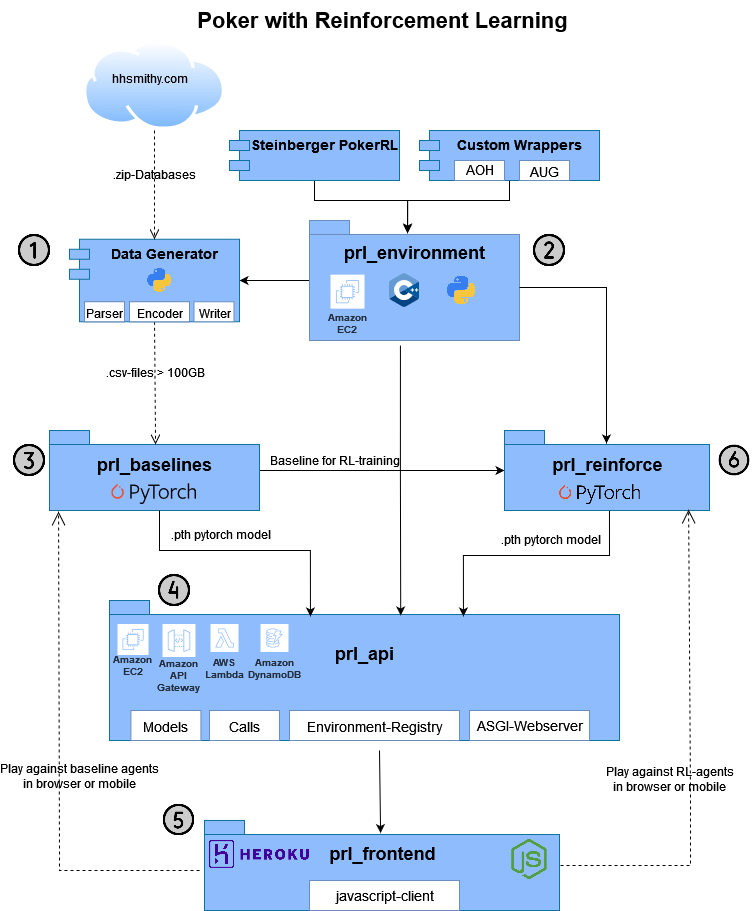 Poker with Reinforcement Learning
hhsmithy.com
Steinberger PokerRL
Custom Wrappers
AOH
AUG
.zip-Databases
1
Data Generator
Parser
Encoder
Writer
prl_environment
2
Amazon
EC2
C++
.csv-files > 100GB
3
prl_baselines
PyTorch
Baseline for RL-training
prl_reinforce
PyTorch
6
.pth pytorch model
.pth pytorch model
4
Amazon
EC2
Amazon
API
Gateway
AWS
Lambda
Amazon
DynamoDB
prl_api
Models
Calls
Environment-Registry
ASGI-Webserver
Play against baseline agents
in browser or mobile
Play against RL-agents
in browser or mobile
5
HEROKU
prl_frontend
JS
javascript-client